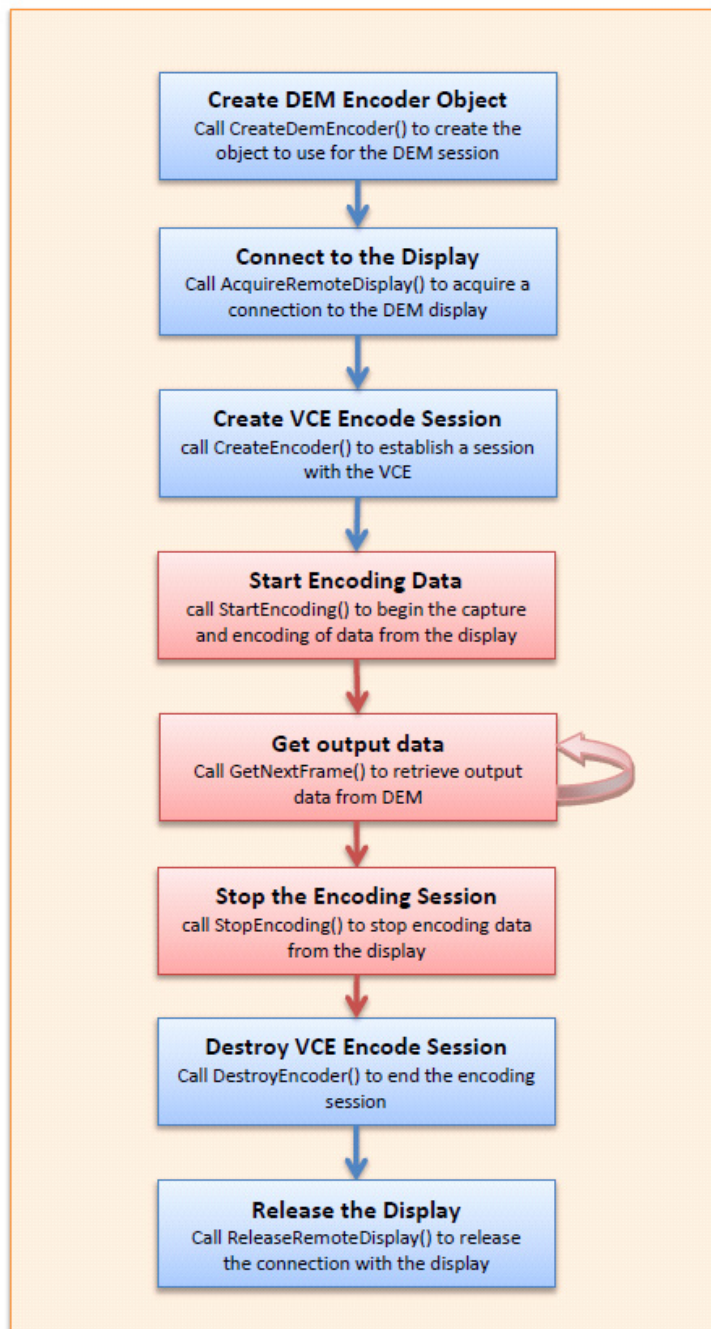 Create DEM Encoder Object
Call CreateDemEncoder() to create the
object to use for the DEM session
Connect to the Display
Call AcquireRemoteDisplay() to acquire a
connection to the DEM display
Create VCE Encode Session
call CreateEncoder() to establish a session
with the VCE
Start Encoding Data
call StartEncoding() to begin the capture
and encoding of data from the display
Get output data
Call GetNextFrame() to retrieve output
data from DEM
Stop the Encoding Session
call StopEncoding() to stop encoding data
from the display
Destroy VCE Encode Session
Call DestroyEncoder() to end the encoding
session
Release the Display
Call ReleaseRemoteDisplay() to release
the connection with the display